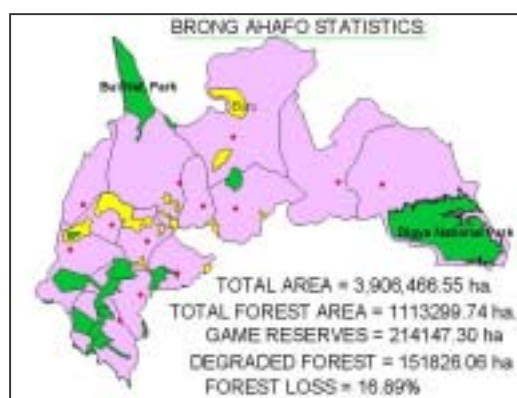 BRONG AHAFO STATISTICS:
Bui Nat. Park
Digya National Park
TOTAL AREA = 3,906,466.55 ha
TOTAL FOREST AREA = 1113299.74 ha.
GAME RESERVES = 214147.30 ha
DEGRADED FOREST = 151826.06 ha
FOREST LOSS = 16.89%